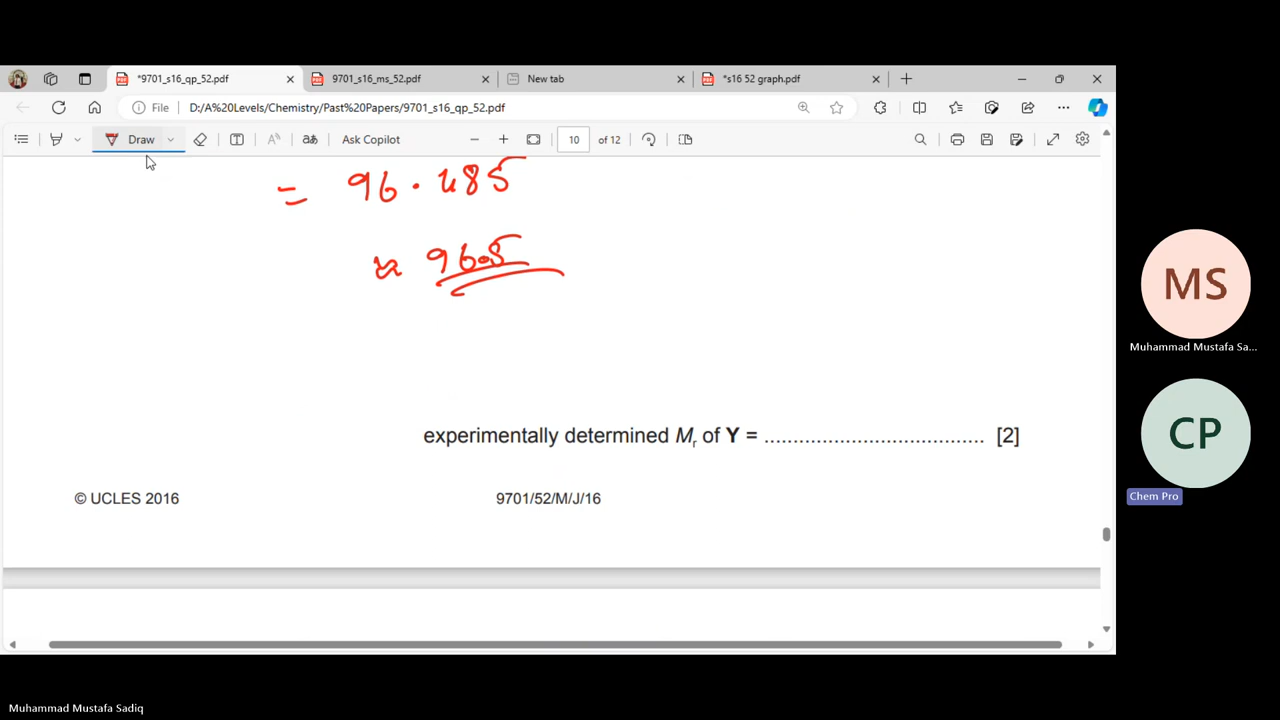 *9701_s16_qp_52.pdf
9701_s16_ms_52.pdf
New tab
*s16 52 graph.pdf
File
D:/A%20Levels/Chemistry/Past%20Papers/9701_s16_qp_52.pdf
Draw
aあ
Ask Copilot
10
of 12
= 96.485
≈ 96.5
experimentally determined Mr of Y = ...................................... [2]
© UCLES 2016
9701/52/M/J/16
MS
Muhammad Mustafa Sa...
CP
Chem Pro
Muhammad Mustafa Sadiq